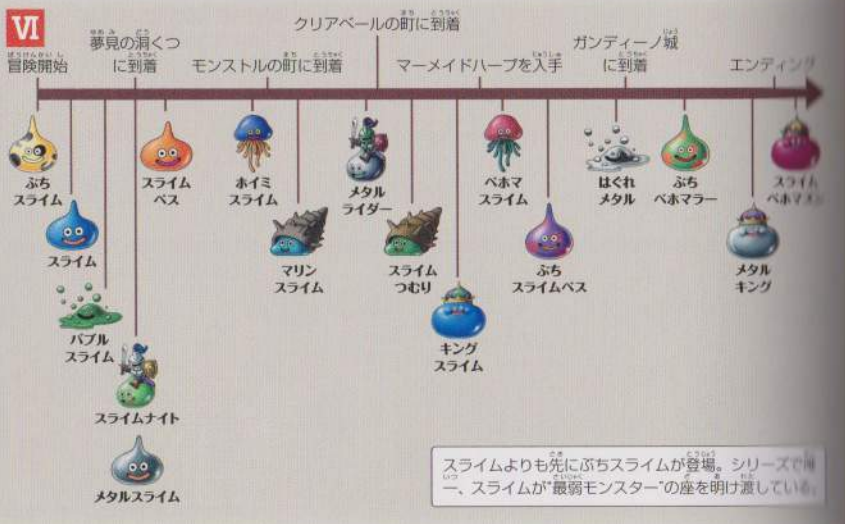 VI
冒険開始
夢見の洞くつ
に到着
モンストルの町に到着
クリアベールの町に到着
マーメイドハープを入手
ガンディーノ城
に到着
エンディング
ぶち
スライム
スライム
バブル
スライム
スライムナイト
メタルスライム
スライム
ベス
ホイミ
スライム
マリン
スライム
メタル
ライダー
スライム
つむり
キング
スライム
ベホマ
スライム
ぶち
スライムベス
はぐれ
メタル
ぶち
ベホマラー
メタル
キング
スライム
ベホマズン
スライムよりも先にぶちスライムが登場。シリーズで
一、スライムが“最弱モンスター”の座を明け渡している。